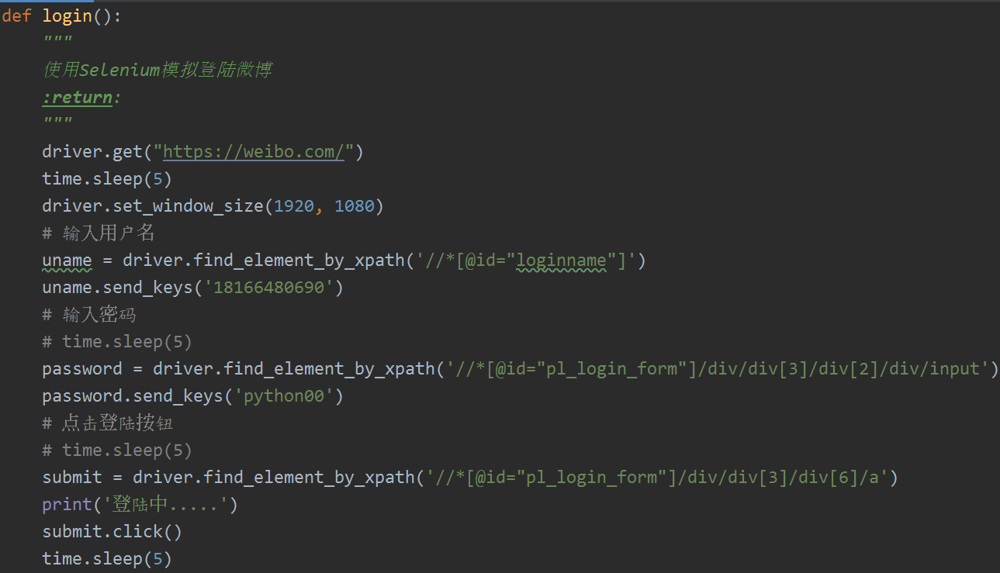 def login():
    """
    使用Selenium模拟登陆微博
    :return:
    """
    driver.get("https://weibo.com/")
    time.sleep(5)
    driver.set_window_size(1920, 1080)
    # 输入用户名
    uname = driver.find_element_by_xpath('//*[@id="loginname"]')
    uname.send_keys('18166480690')
    # 输入密码
    # time.sleep(5)
    password = driver.find_element_by_xpath('//*[@id="pl_login_form"]/div/div[3]/div[2]/div/input')
    password.send_keys('python00')
    # 点击登陆按钮
    # time.sleep(5)
    submit = driver.find_element_by_xpath('//*[@id="pl_login_form"]/div/div[3]/div[6]/a')
    print('登陆中.....')
    submit.click()
    time.sleep(5)